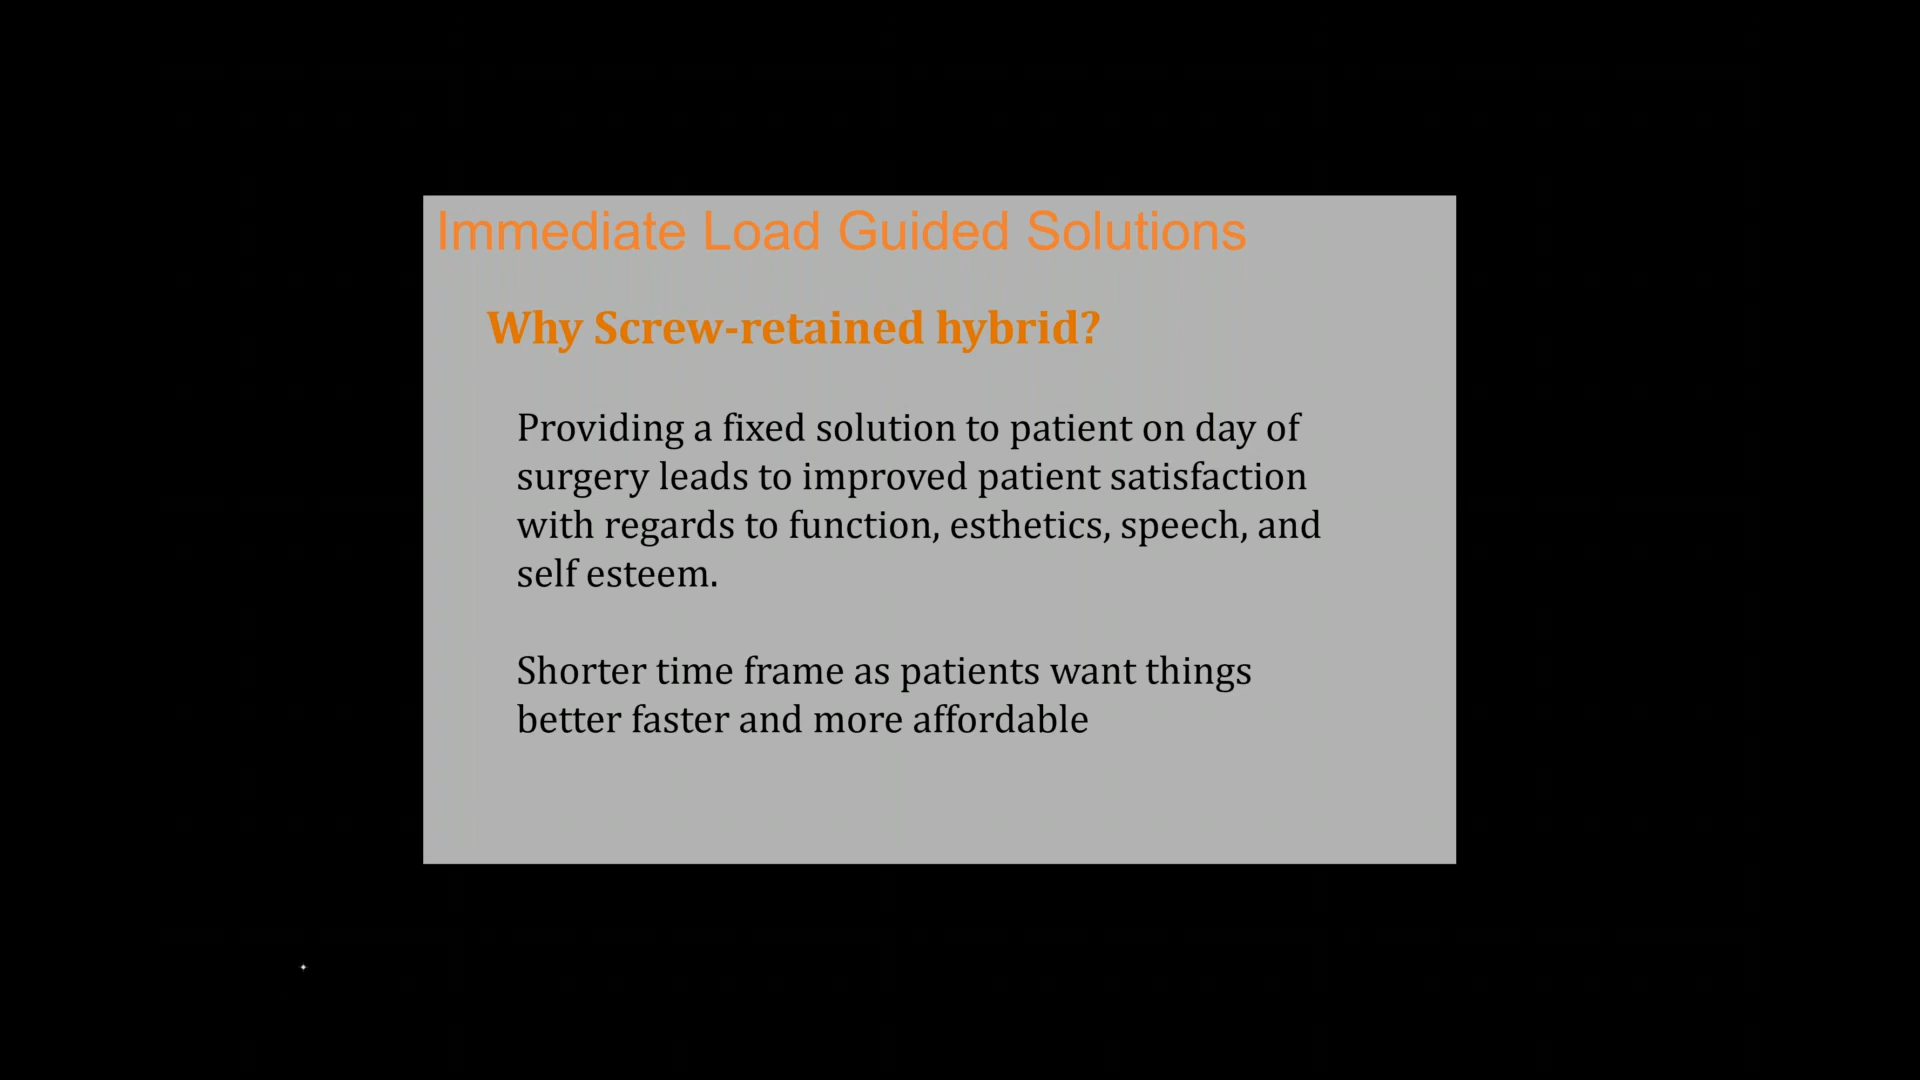 Immediate Load Guided Solutions
Why Screw-retained hybrid?
Providing a fixed solution to patient on day of
surgery leads to improved patient satisfaction
with regards to function, esthetics, speech, and
self esteem.
Shorter time frame as patients want things
better faster and more affordable